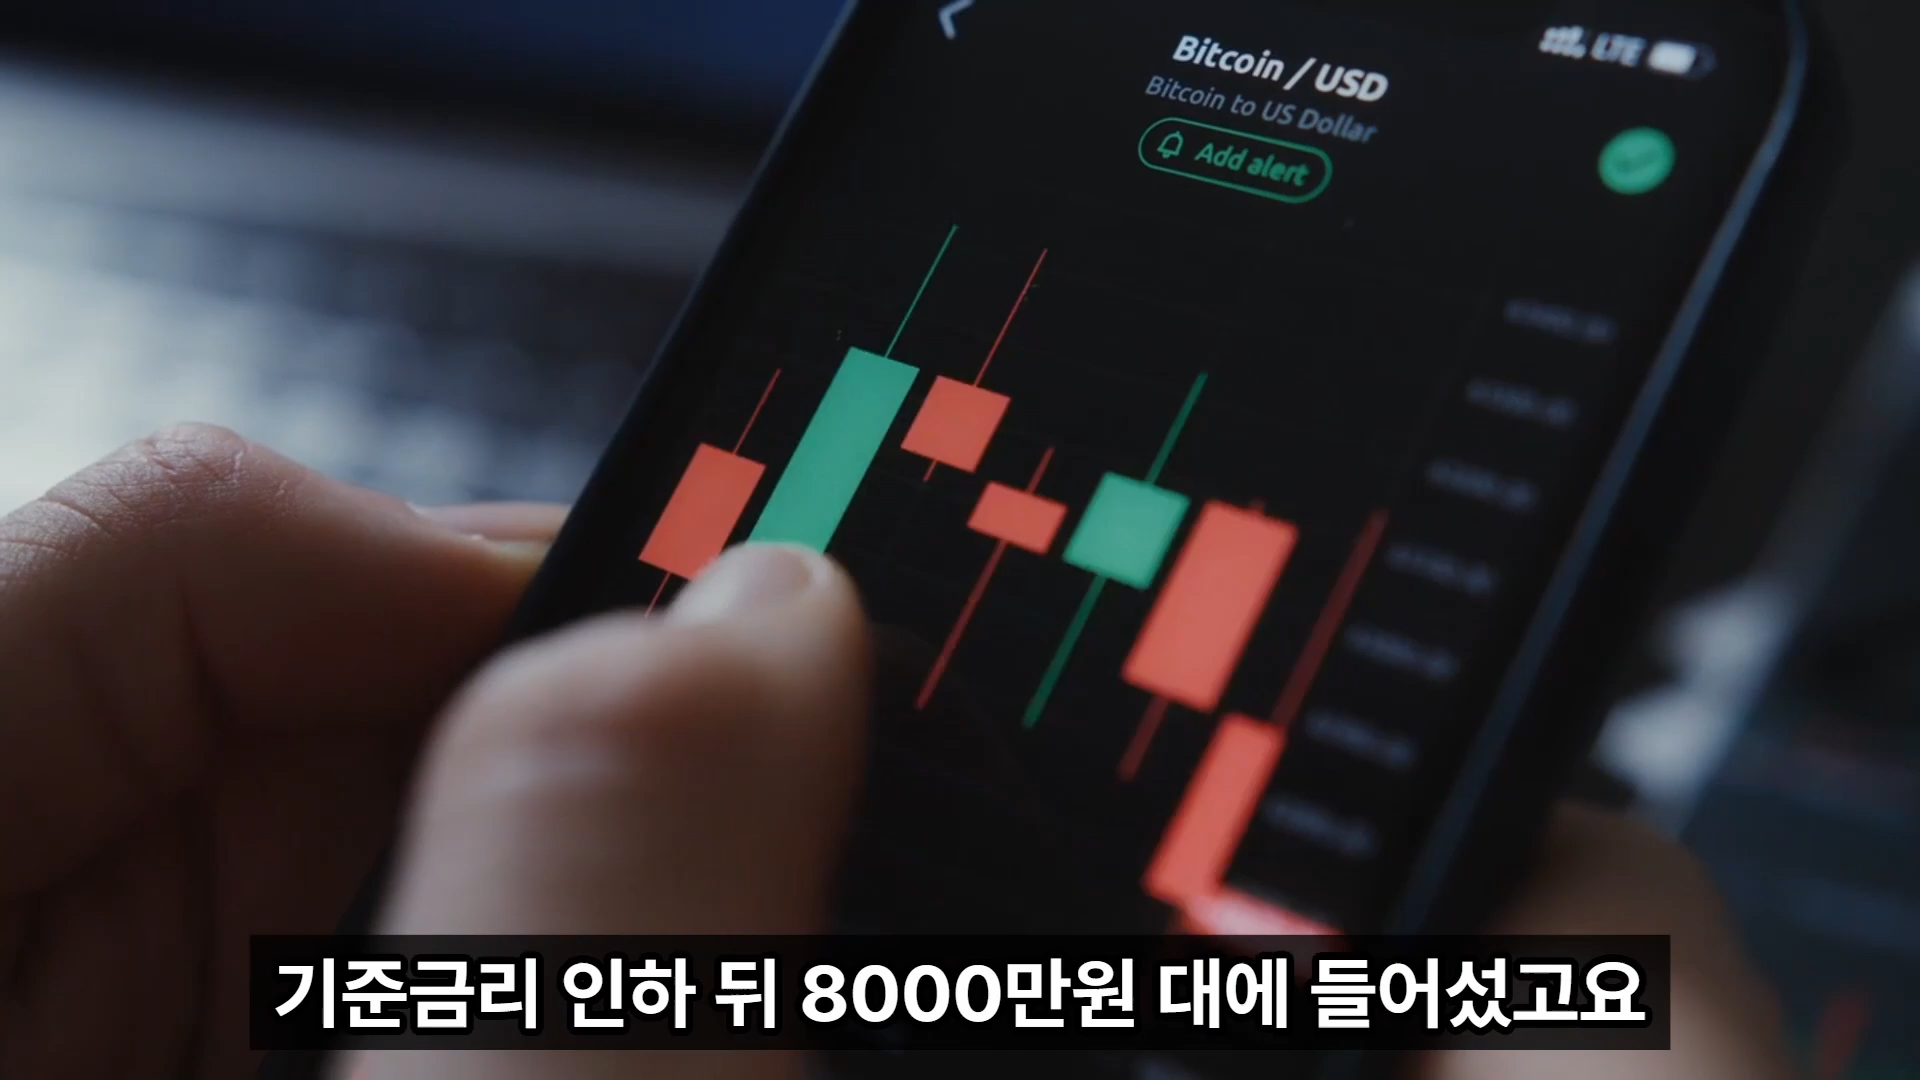 LTE
Bitcoin / USD
Bitcoin to US Dollar
Add alert
기준금리 인하 뒤 8000만원 대에 들어섰고요